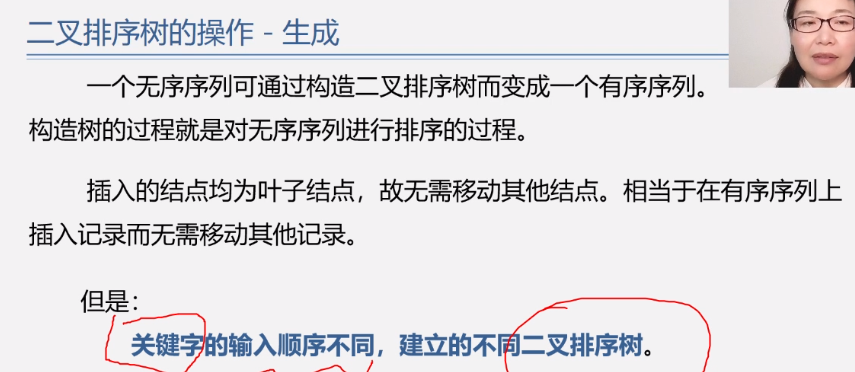 二叉排序树的操作 - 生成
一个无序序列可通过构造二叉排序树而变成一个有序序列。
构造树的过程就是对无序序列进行排序的过程。
插入的结点均为叶子结点，故无需移动其他结点。相当于在有序序列上
插入记录而无需移动其他记录。
但是：
关键字的输入顺序不同，建立的不同二叉排序树。